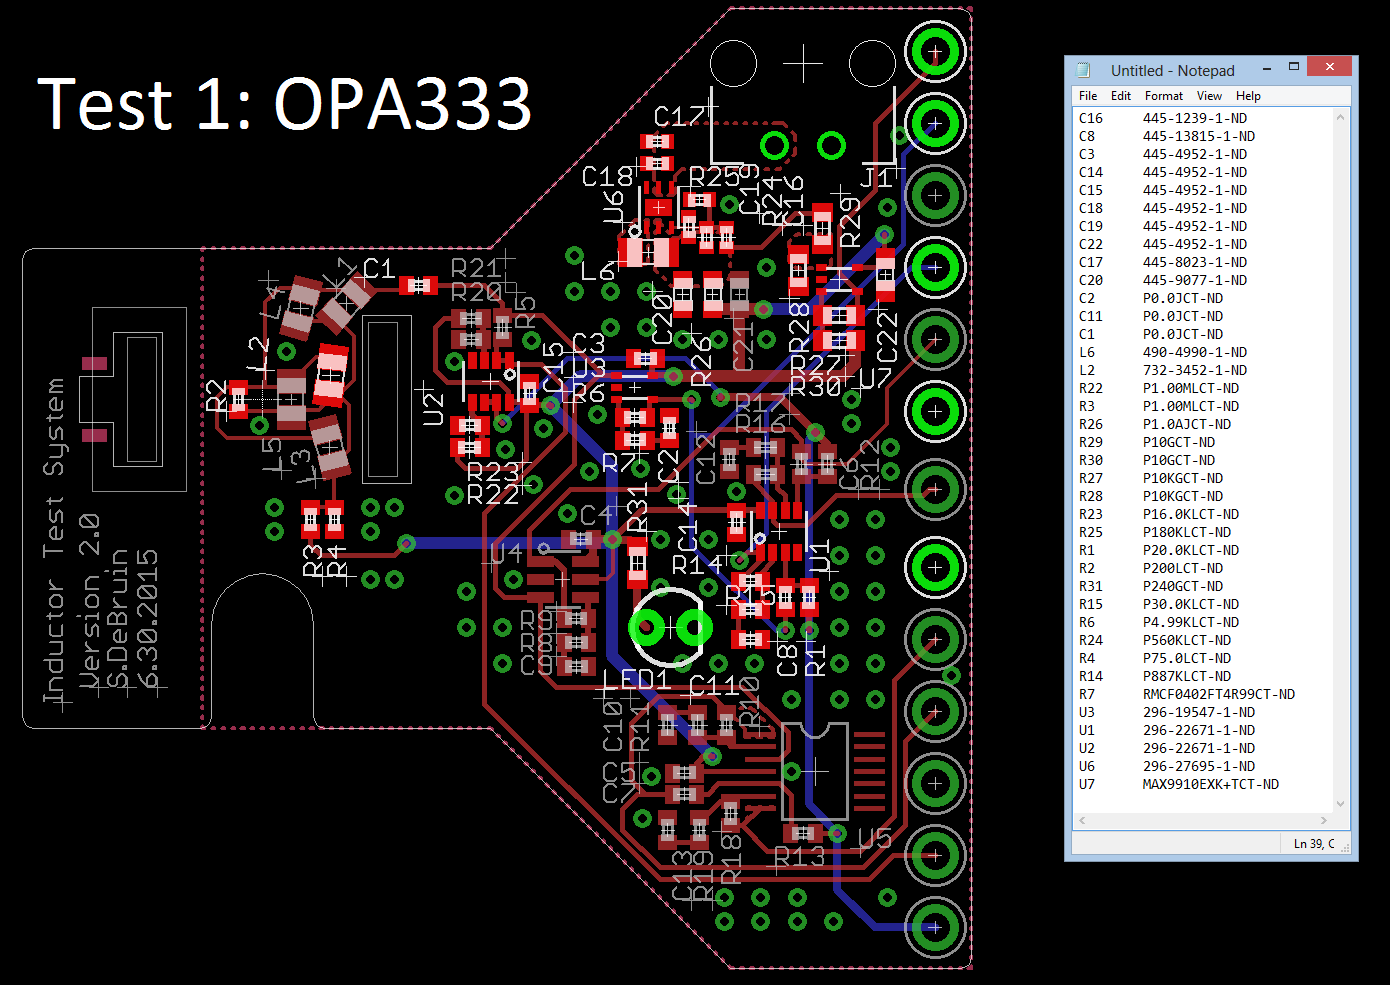 Test 1: OPA333
C17
C18
R25
C19
R24
C16
J1
U6
R29
L6
C20
C21
R28
C22
R27
R30
U7
L4
K1
C1
R21
R20
R5
L2
R2
L5
L3
U2
C15
C3
U3
R6
R26
R23
R22
R7
C2
C12
R16
R17
C6
R12
R3
R4
C4
U4
R31
C14
R14
U1
R15
R9
R8
C9
C8
R1
LED1
C11
R10
C10
R11
C5
C7
C13
R19
R18
R13
U5
Inductor Test System
Version 2.0
S.DeBruin
6.30.2015
Untitled - Notepad
File Edit Format View Help
C16 445-1239-1-ND
C8 445-13815-1-ND
C3 445-4952-1-ND
C14 445-4952-1-ND
C15 445-4952-1-ND
C18 445-4952-1-ND
C19 445-4952-1-ND
C22 445-4952-1-ND
C17 445-8023-1-ND
C20 445-9077-1-ND
C2 P0.0JCT-ND
C11 P0.0JCT-ND
C1 P0.0JCT-ND
L6 490-4990-1-ND
L2 732-3452-1-ND
R22 P1.00MLCT-ND
R3 P1.00MLCT-ND
R26 P1.0AJCT-ND
R29 P10GCT-ND
R30 P10GCT-ND
R27 P10KGCT-ND
R28 P10KGCT-ND
R23 P16.0KLCT-ND
R25 P180KLCT-ND
R1 P20.0KLCT-ND
R2 P200LCT-ND
R31 P240GCT-ND
R15 P30.0KLCT-ND
R6 P4.99KLCT-ND
R24 P560KLCT-ND
R4 P75.0LCT-ND
R14 P887KLCT-ND
R7 RMCF0402FT4R99CT-ND
U3 296-19547-1-ND
U1 296-22671-1-ND
U2 296-22671-1-ND
U6 296-27695-1-ND
U7 MAX9910EXK+TCT-ND
Ln 39, C